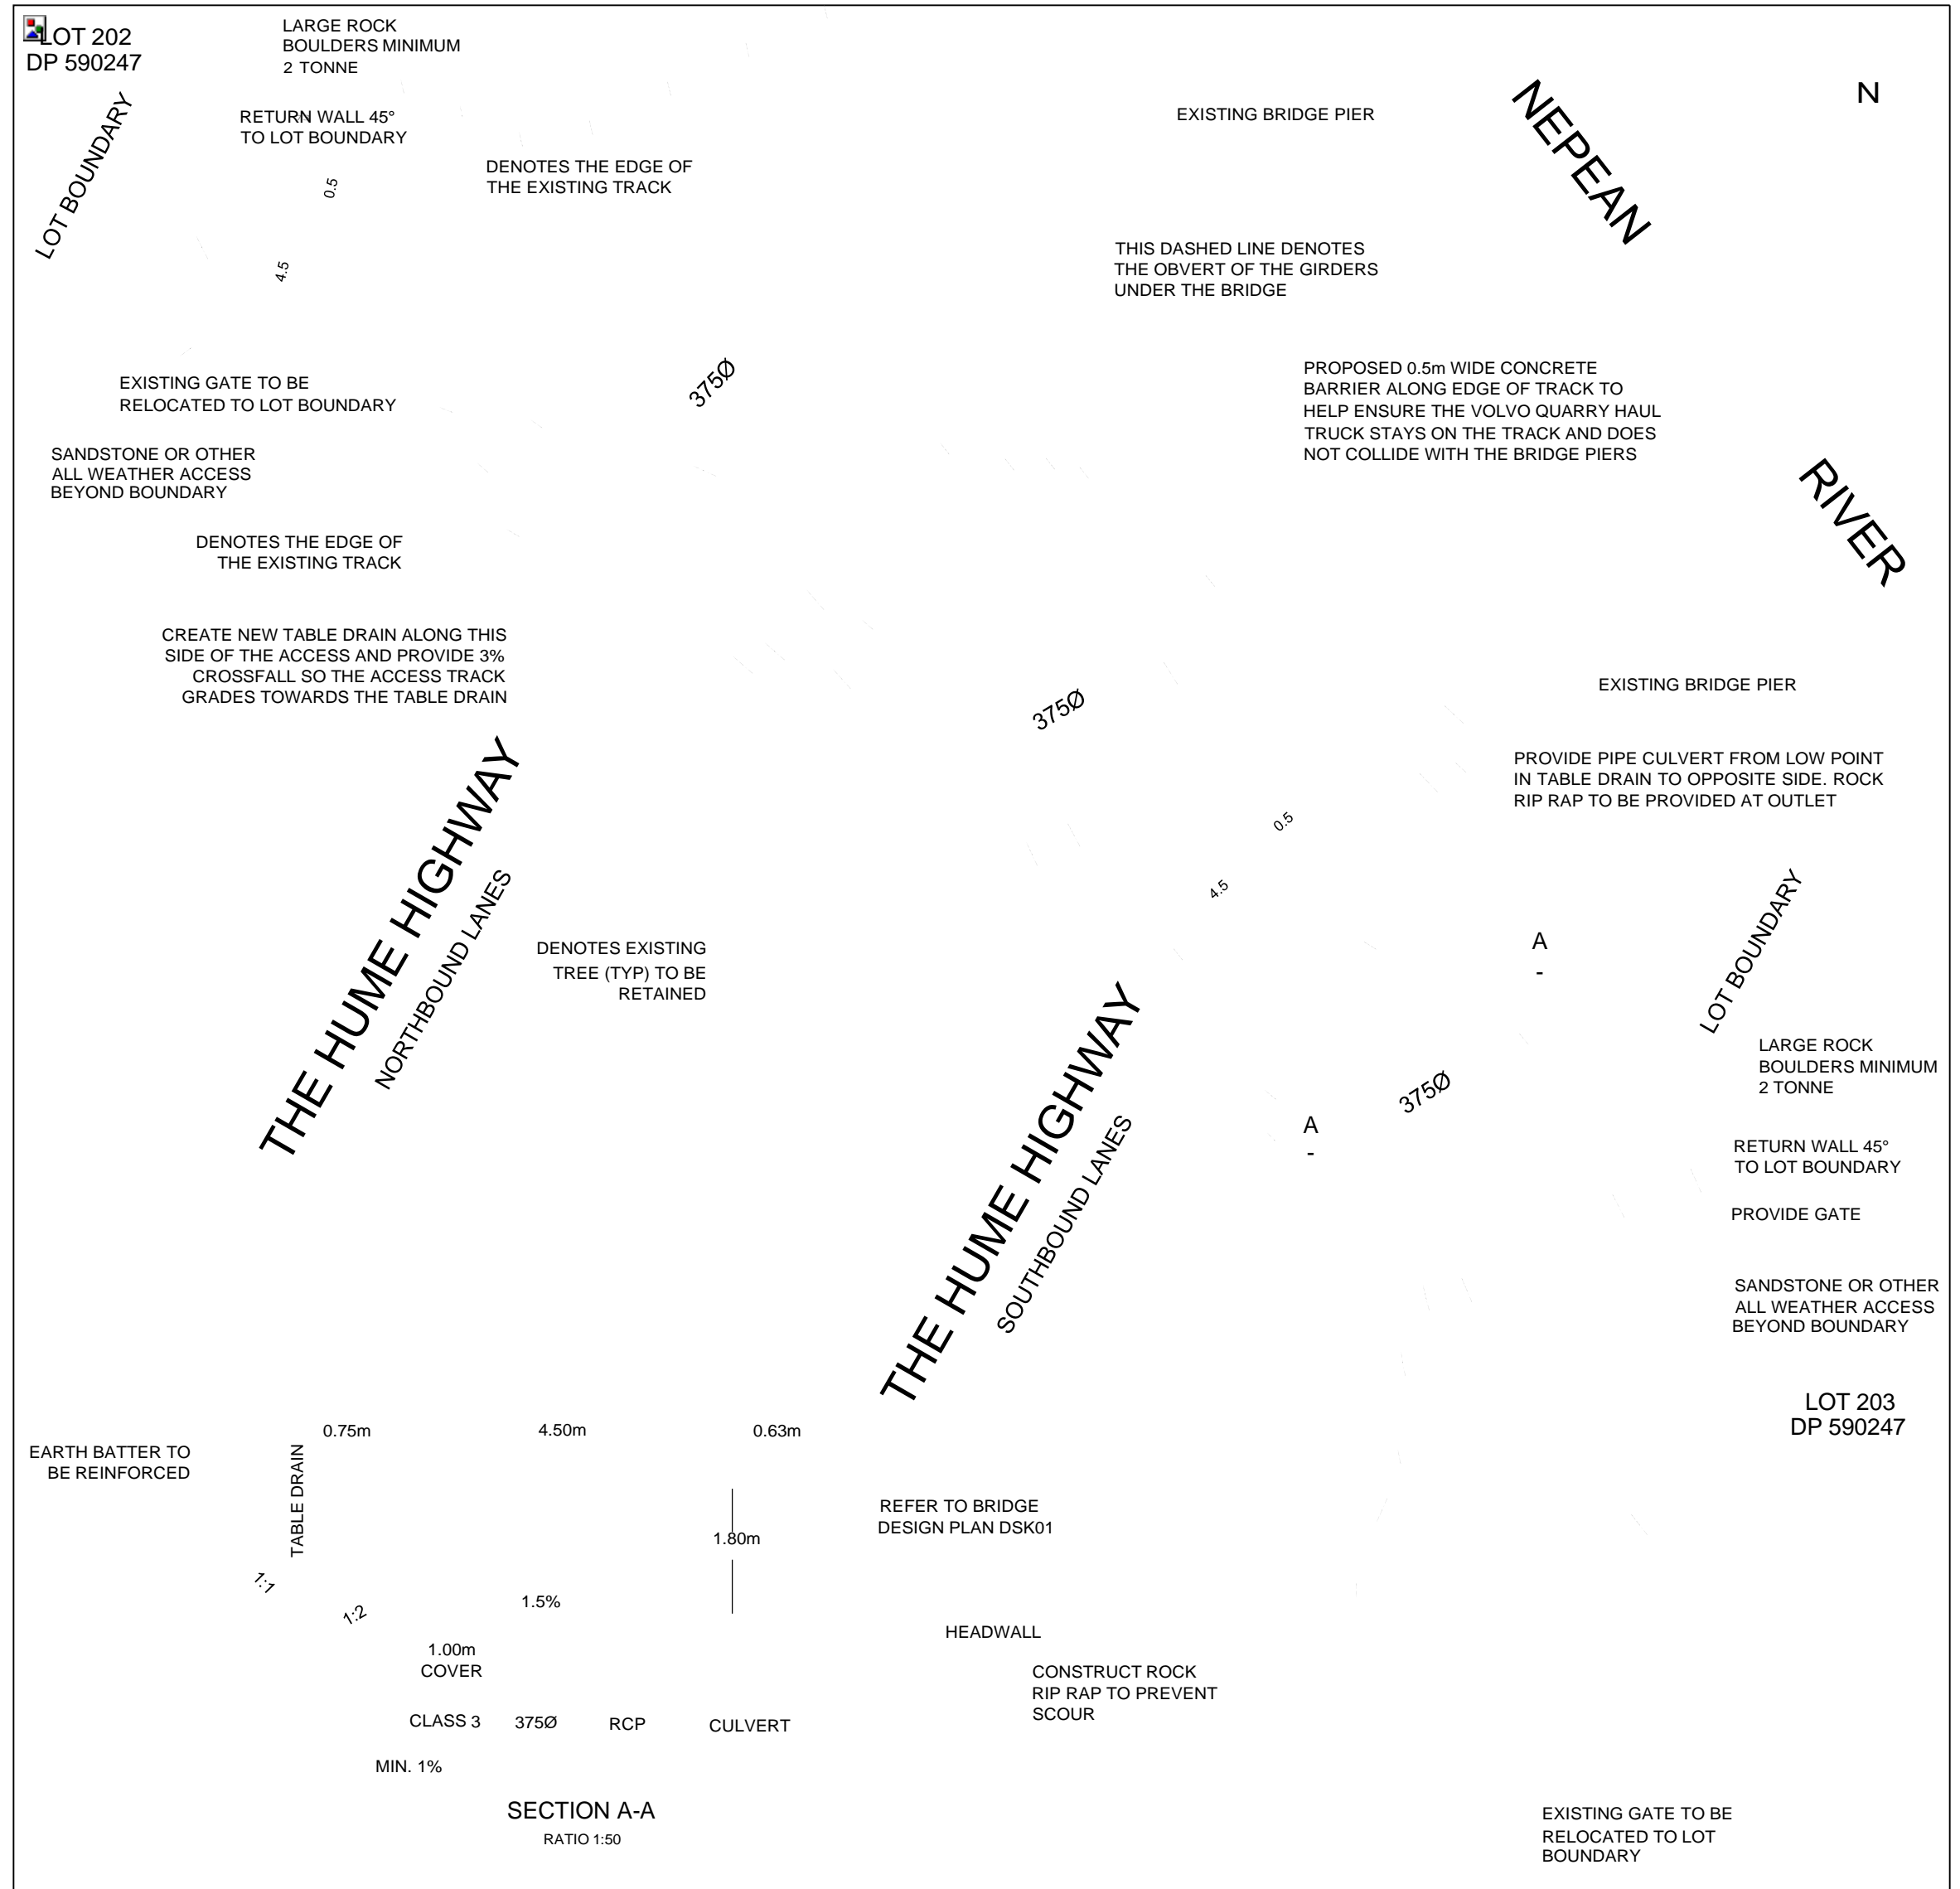 LOT 202
DP 590247
LARGE ROCK
BOULDERS MINIMUM
2 TONNE
LOT BOUNDARY
RETURN WALL 45°
TO LOT BOUNDARY
0.5
4.5
DENOTES THE EDGE OF
THE EXISTING TRACK
EXISTING BRIDGE PIER
NEPEAN
N
THIS DASHED LINE DENOTES
THE OBVERT OF THE GIRDERS
UNDER THE BRIDGE
EXISTING GATE TO BE
RELOCATED TO LOT BOUNDARY
375Ø
PROPOSED 0.5m WIDE CONCRETE
BARRIER ALONG EDGE OF TRACK TO
HELP ENSURE THE VOLVO QUARRY HAUL
TRUCK STAYS ON THE TRACK AND DOES
NOT COLLIDE WITH THE BRIDGE PIERS
RIVER
SANDSTONE OR OTHER
ALL WEATHER ACCESS
BEYOND BOUNDARY
DENOTES THE EDGE OF
THE EXISTING TRACK
CREATE NEW TABLE DRAIN ALONG THIS
SIDE OF THE ACCESS AND PROVIDE 3%
CROSSFALL SO THE ACCESS TRACK
GRADES TOWARDS THE TABLE DRAIN
375Ø
EXISTING BRIDGE PIER
PROVIDE PIPE CULVERT FROM LOW POINT
IN TABLE DRAIN TO OPPOSITE SIDE. ROCK
RIP RAP TO BE PROVIDED AT OUTLET
0.5
4.5
THE HUME HIGHWAY
NORTHBOUND LANES
DENOTES EXISTING
TREE (TYP) TO BE
RETAINED
A
-
LOT BOUNDARY
THE HUME HIGHWAY
SOUTHBOUND LANES
A
-
375Ø
LARGE ROCK
BOULDERS MINIMUM
2 TONNE
RETURN WALL 45°
TO LOT BOUNDARY
PROVIDE GATE
SANDSTONE OR OTHER
ALL WEATHER ACCESS
BEYOND BOUNDARY
LOT 203
DP 590247
0.75m
4.50m
0.63m
EARTH BATTER TO
BE REINFORCED
TABLE DRAIN
REFER TO BRIDGE
DESIGN PLAN DSK01
1.80m
1:1
1:2
1.5%
HEADWALL
1.00m
COVER
CONSTRUCT ROCK
RIP RAP TO PREVENT
SCOUR
CLASS 3 375Ø RCP CULVERT
MIN. 1%
SECTION A-A
RATIO 1:50
EXISTING GATE TO BE
RELOCATED TO LOT
BOUNDARY